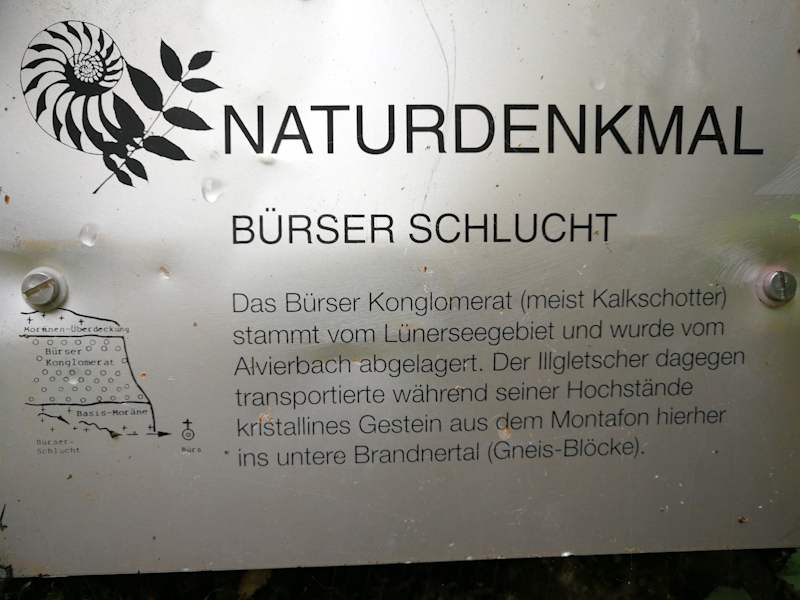 NATURDENKMAL
BÜRSER SCHLUCHT
Das Bürser Konglomerat (meist Kalkschotter)
stammt vom Lünerseegebiet und wurde vom
Alvierbach abgelagert. Der Illgletscher dagegen
transportierte während seiner Hochstände
kristallines Gestein aus dem Montafon hierher
ins untere Brandnertal (Gneis-Blöcke).
Moränen-Überdeckung
Bürser
Konglomerat
Basis-Moräne
Bürser-
Schlucht
Bürs